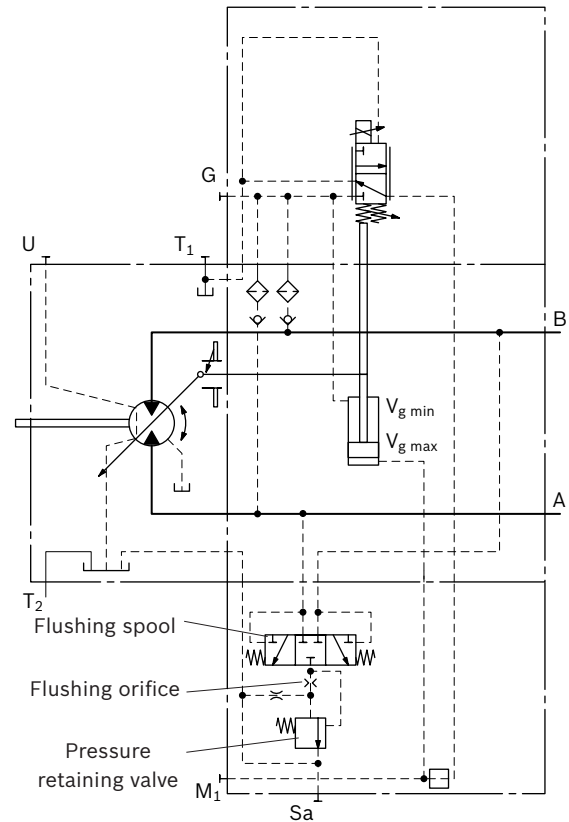 G
U
T1
B
Vg min
Vg max
A
T2
Flushing spool
Flushing orifice
Pressure
retaining valve
M1
Sa